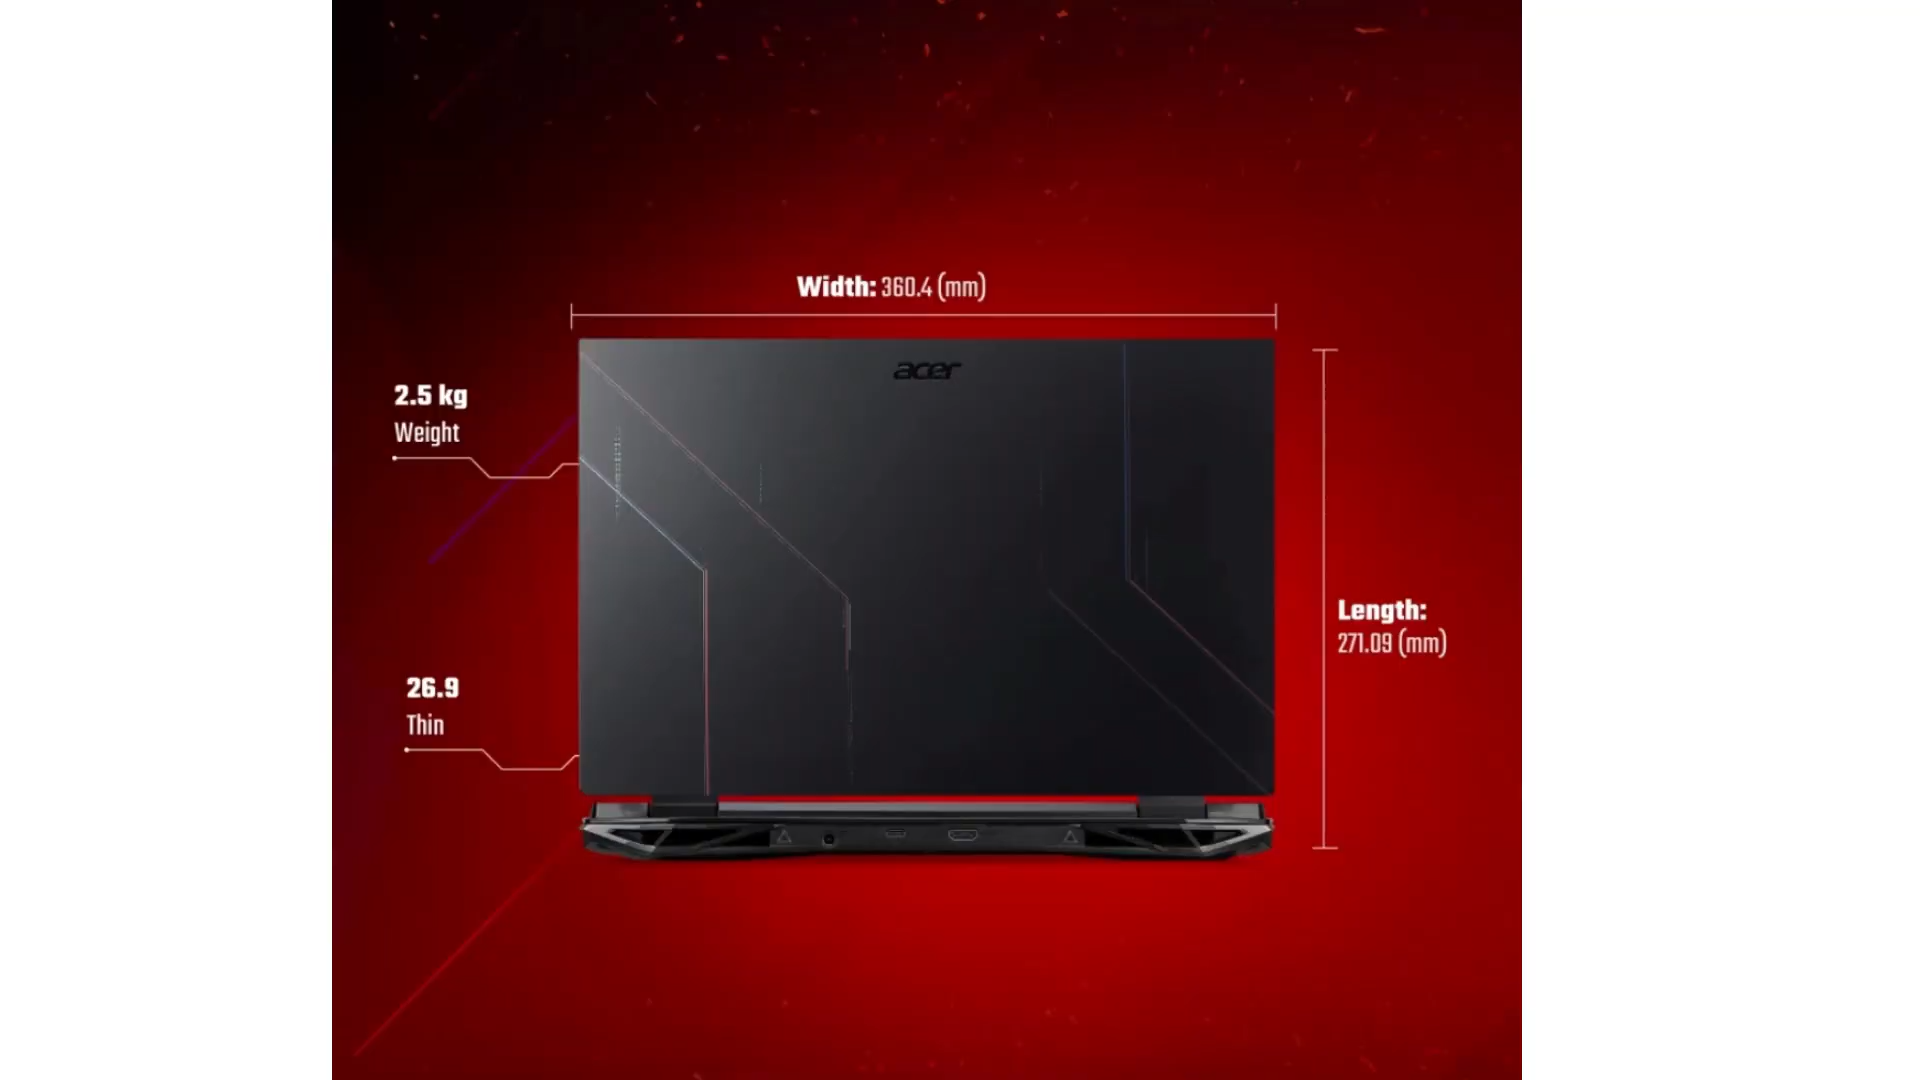 Width: 360.4 (mm)
acer
2.5 kg
Weight
Length:
271.09 (mm)
26.9
Thin